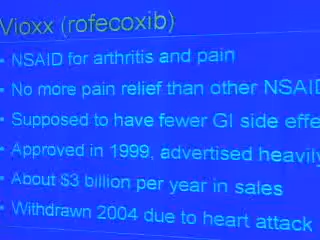 Vioxx (rofecoxib)
• NSAID for arthritis and pain
• No more pain relief than other NSAID
• Supposed to have fewer GI side effe
• Approved in 1999, advertised heavily
• About $3 billion per year in sales
• Withdrawn 2004 due to heart attack